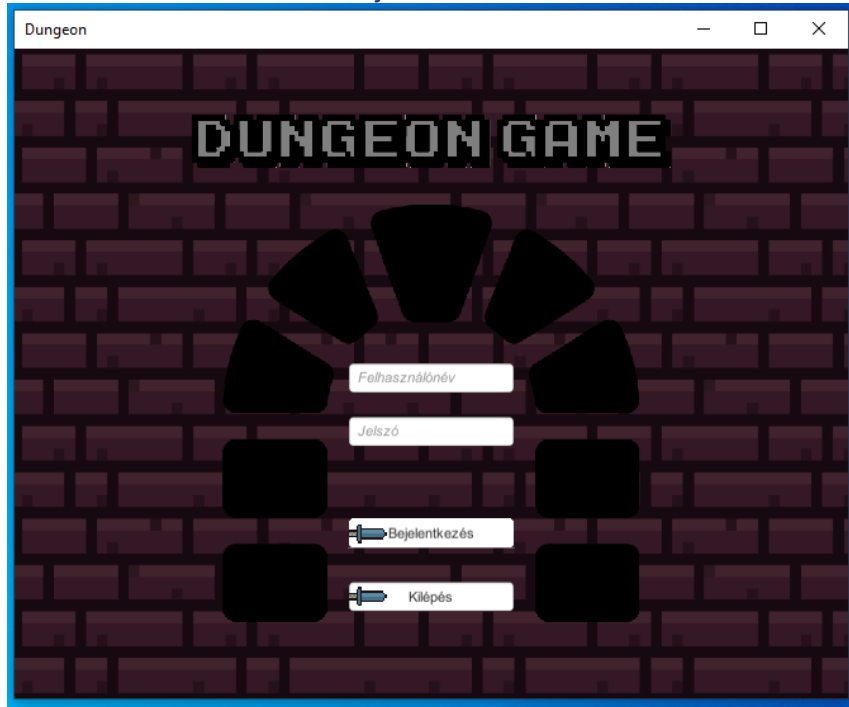 Dungeon
DUNGEON GAME
Felhasználónév
Jelszó
Bejelentkezés
Kilépés